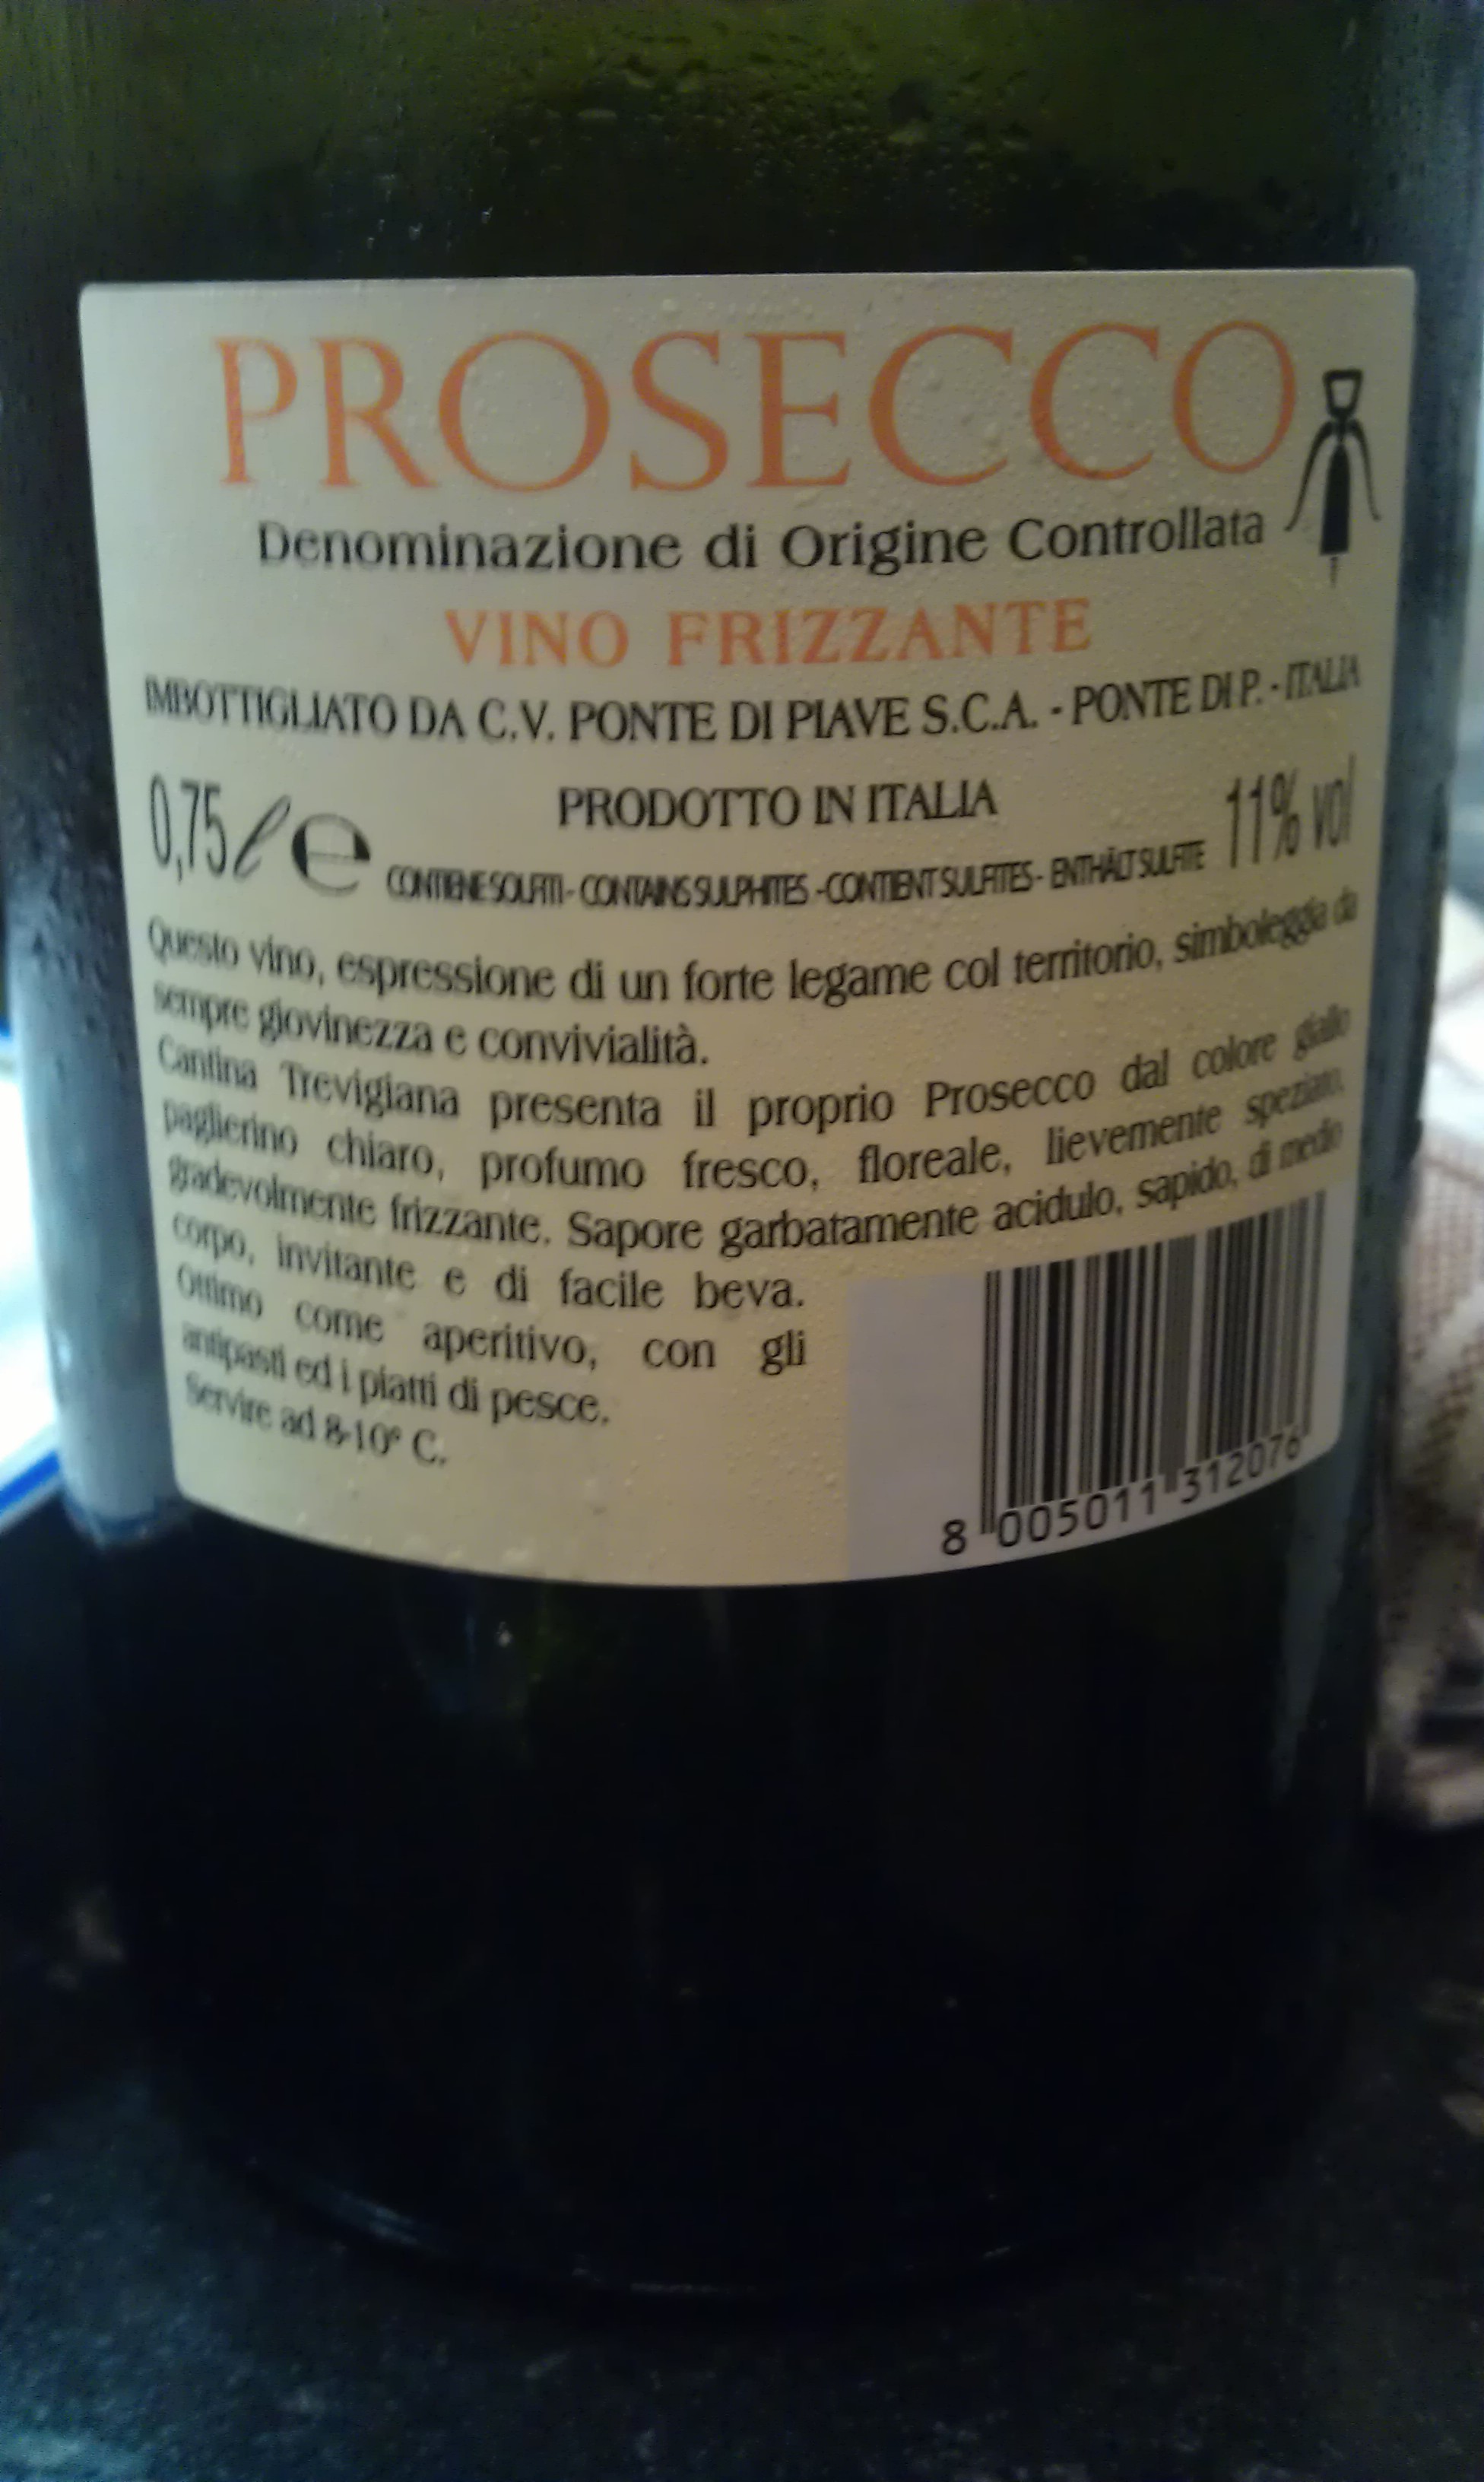 PROSECCO
Denominazione di Origine Controllata
VINO FRIZZANTE
IMBOTTIGLIATO DA C.V. PONTE DI PIAVE S.C.A. - PONTE DI P. - ITALIA
PRODOTTO IN ITALIA
0,75 ℓ e CONTIENE SOLFITI - CONTAINS SULPHITES - CONTIENT SULFITES - ENTHÄLT SULFITE 11% vol
Questo vino, espressione di un forte legame col territorio, simboleggia da
sempre giovinezza e convivialità.
Cantina Trevigiana presenta il proprio Prosecco dal colore giallo
paglierino chiaro, profumo fresco, floreale, lievemente speziato,
gradevolmente frizzante. Sapore garbatamente acidulo, sapido, di medio
corpo, invitante e di facile beva.
Ottimo come aperitivo, con gli
antipasti ed i piatti di pesce.
Servire ad 8-10° C.
8 005011 312076